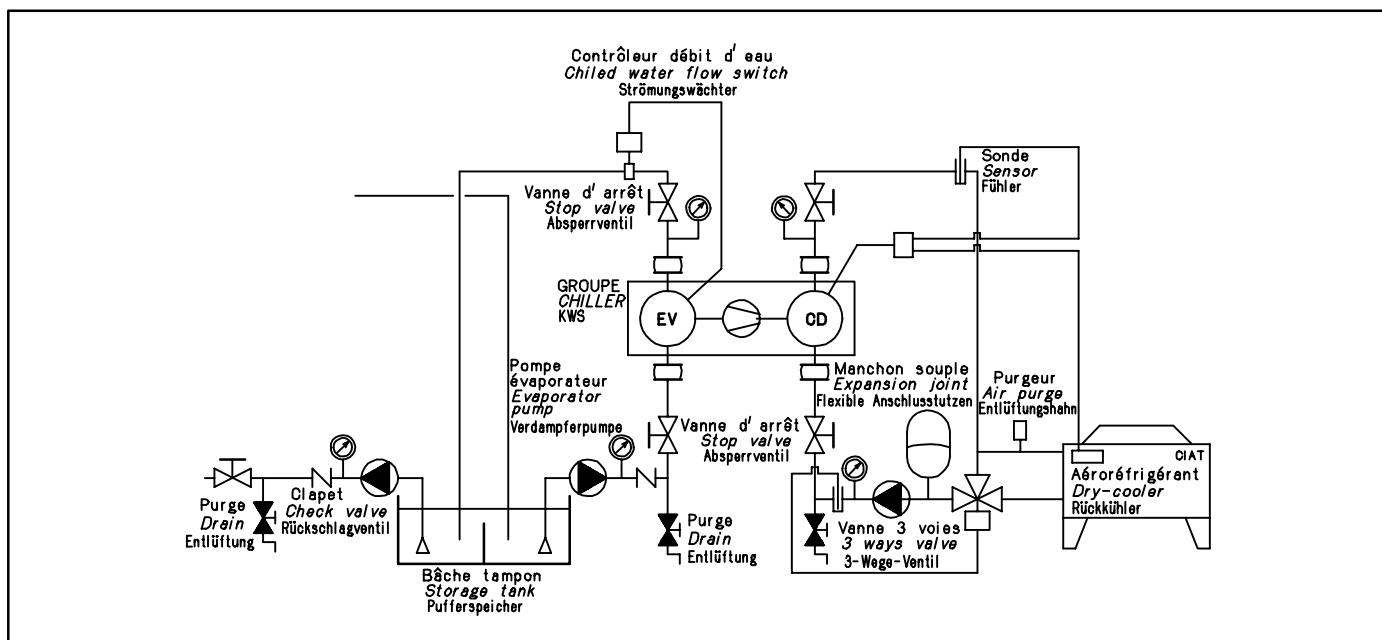 Contrôleur débit d' eau
Chiled water flow switch
Strömungswächter
Sonde
Sensor
Fühler
Vanne d' arrêt
Stop valve
Absperrventil
GROUPE
CHILLER
KWS
EV
CD
Pompe
évaporateur
Evaporator
pump
Verdampferpumpe
Manchon souple
Expansion joint
Flexible Anschlusstutzen
Purgeur
Air purge
Entlüftungshahn
Vanne d' arrêt
Stop valve
Absperrventil
CIAT
Aéroréfrigérant
Dry-cooler
Rückkühler
Purge
Drain
Entlüftung
Clapet
Check valve
Rückschlagventil
Purge
Drain
Entlüftung
Vanne 3 voies
3 ways valve
3-Wege-Ventil
Bâche tampon
Storage tank
Pufferspeicher